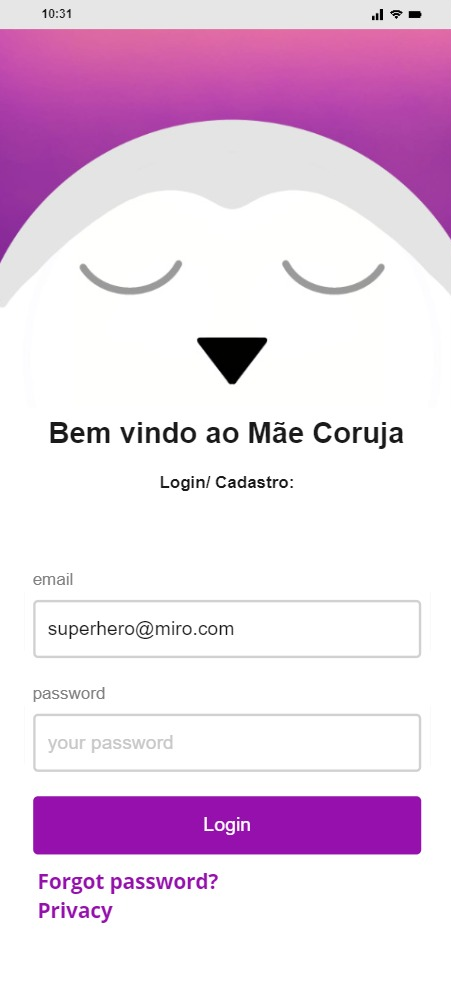 10:31
Bem vindo ao Mãe Coruja
Login/ Cadastro:
email
superhero@miro.com
password
your password
Login
Forgot password?
Privacy